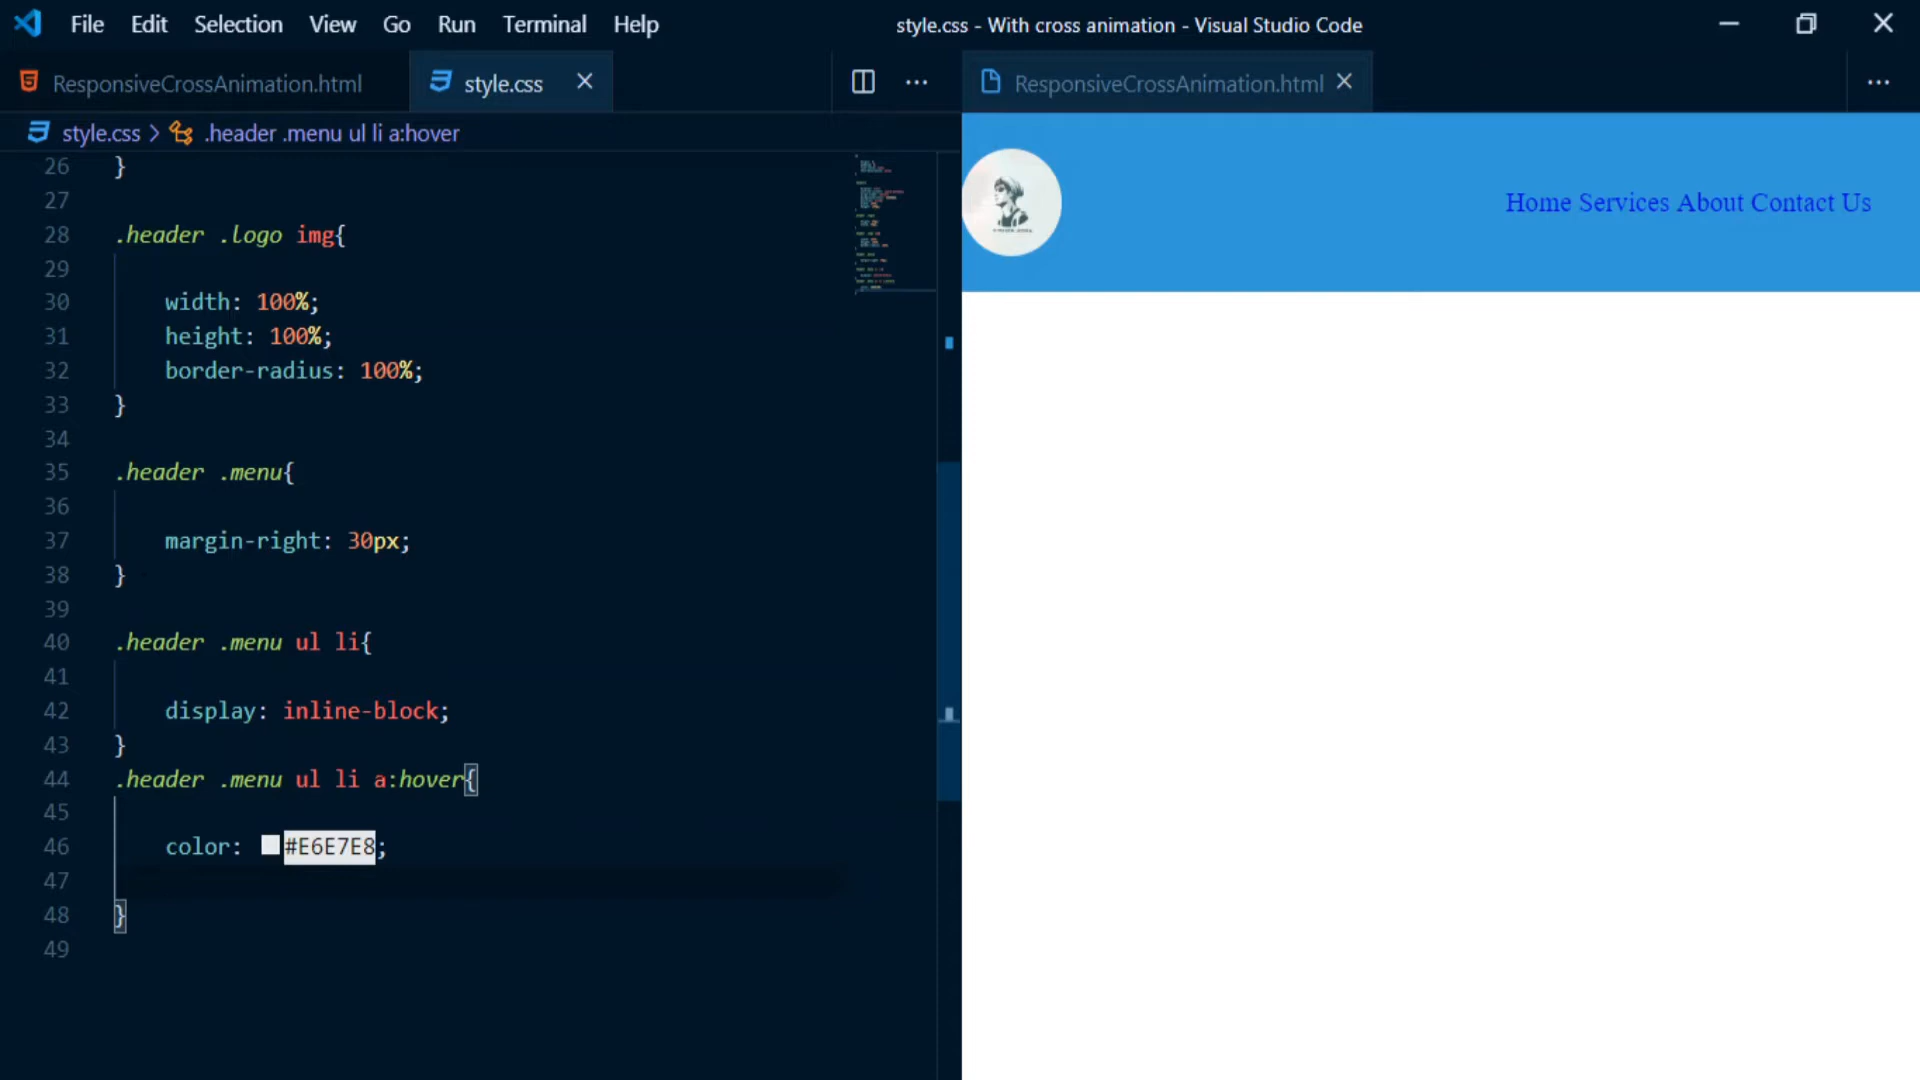 File Edit Selection View Go Run Terminal Help
style.css - With cross animation - Visual Studio Code
ResponsiveCrossAnimation.html
style.css
ResponsiveCrossAnimation.html
style.css > .header .menu ul li a:hover
26 }
27
28 .header .logo img{
29
30 width: 100%;
31 height: 100%;
32 border-radius: 100%;
33 }
34
35 .header .menu{
36
37 margin-right: 30px;
38 }
39
40 .header .menu ul li{
41
42 display: inline-block;
43 }
44 .header .menu ul li a:hover{
45
46 color: #E6E7E8;
47
48 }
49
Home Services About Contact Us